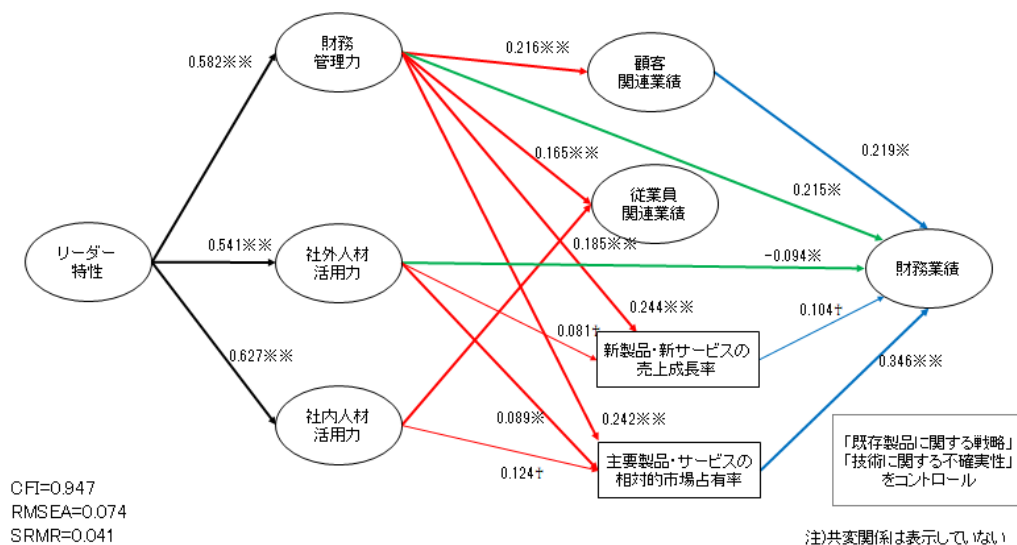 財務
管理力
0.582※※
0.216※※
顧客
関連業績
0.165※※
0.219※
0.215※
従業員
関連業績
0.185※※
リーダー
特性
0.541※※
社外人材
活用力
-0.094※
財務業績
0.244※※
0.081†
0.104†
新製品・新サービスの
売上成長率
0.627※※
0.346※※
社内人材
活用力
0.089※
0.242※※
0.124†
主要製品・サービスの
相対的市場占有率
「既存製品に関する戦略」
「技術に関する不確実性」
をコントロール
CFI=0.947
RMSEA=0.074
SRMR=0.041
注)共変関係は表示していない